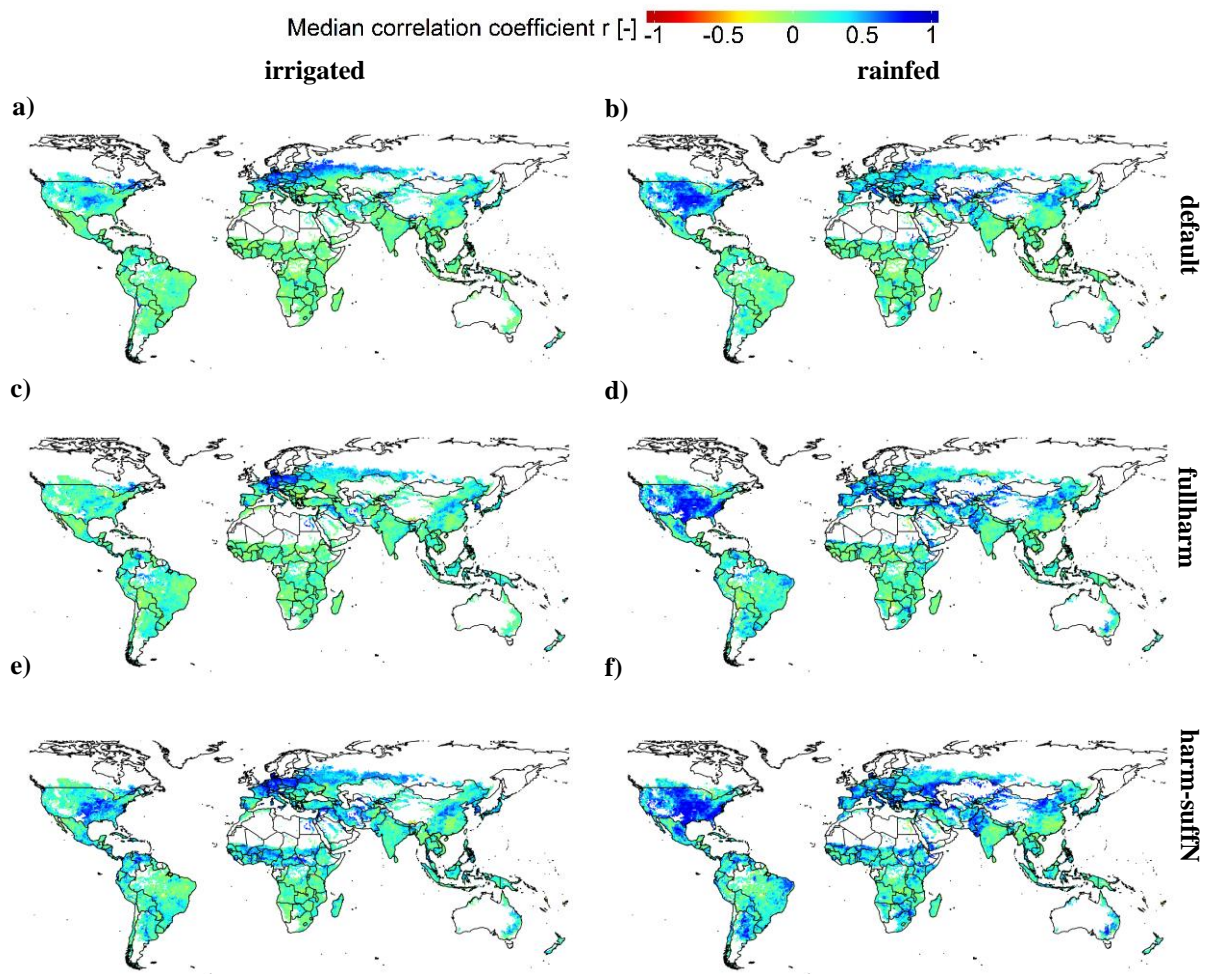 Median correlation coefficient r [-]
-1 -0.5 0 0.5 1
irrigated rainfed
a) b)
default
c) d)
fullharm
e) f)
harm-suffN